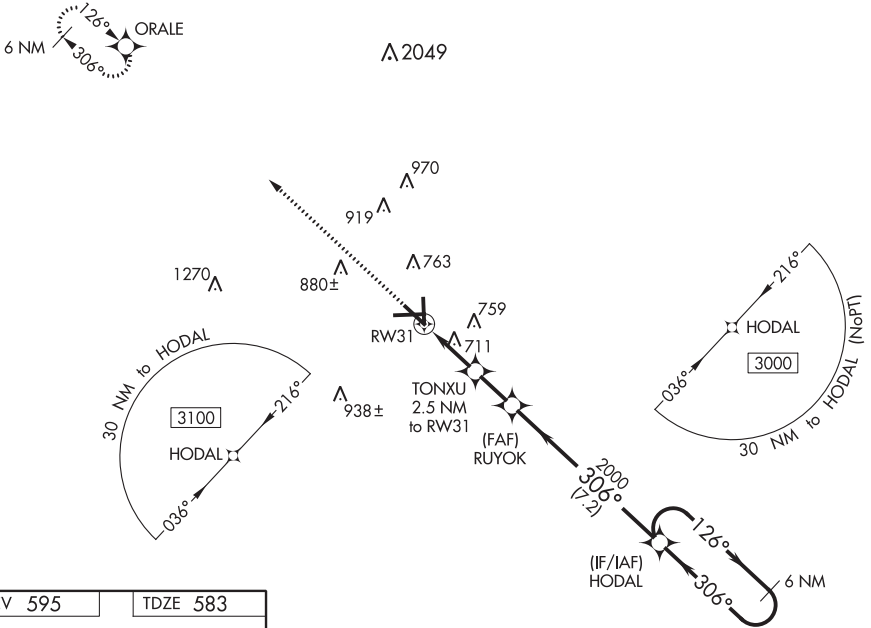 126°
ORALE
6 NM
306°
2049
970
919
763
1270
880±
759
RW31
711
TONXU
2.5 NM
to RW31
938±
(FAF)
RUYOK
30 NM to HODAL
216°
3100
HODAL
036°
216°
HODAL
3000
036°
30 NM to HODAL (NoPT)
2000
306°
(7.2)
126°
(IF/IAF)
HODAL
306°
6 NM
V 595
TDZE 583